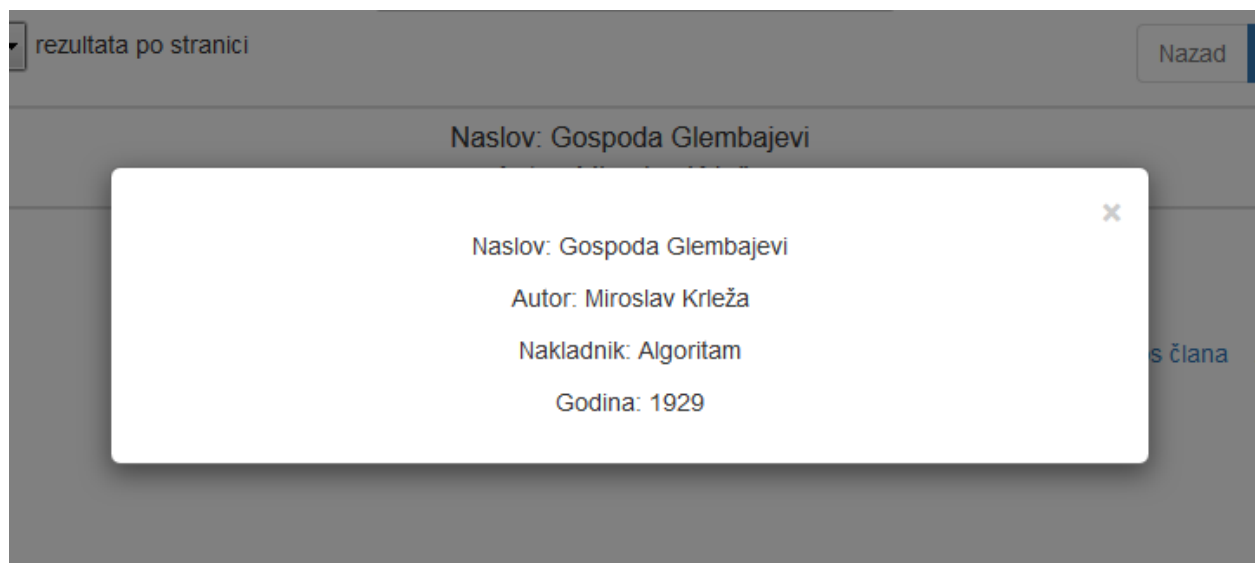 rezultata po stranici
Nazad
Naslov: Gospoda Glembajevi
×
Naslov: Gospoda Glembajevi
Autor: Miroslav Krleža
Nakladnik: Algoritam
Godina: 1929
s člana